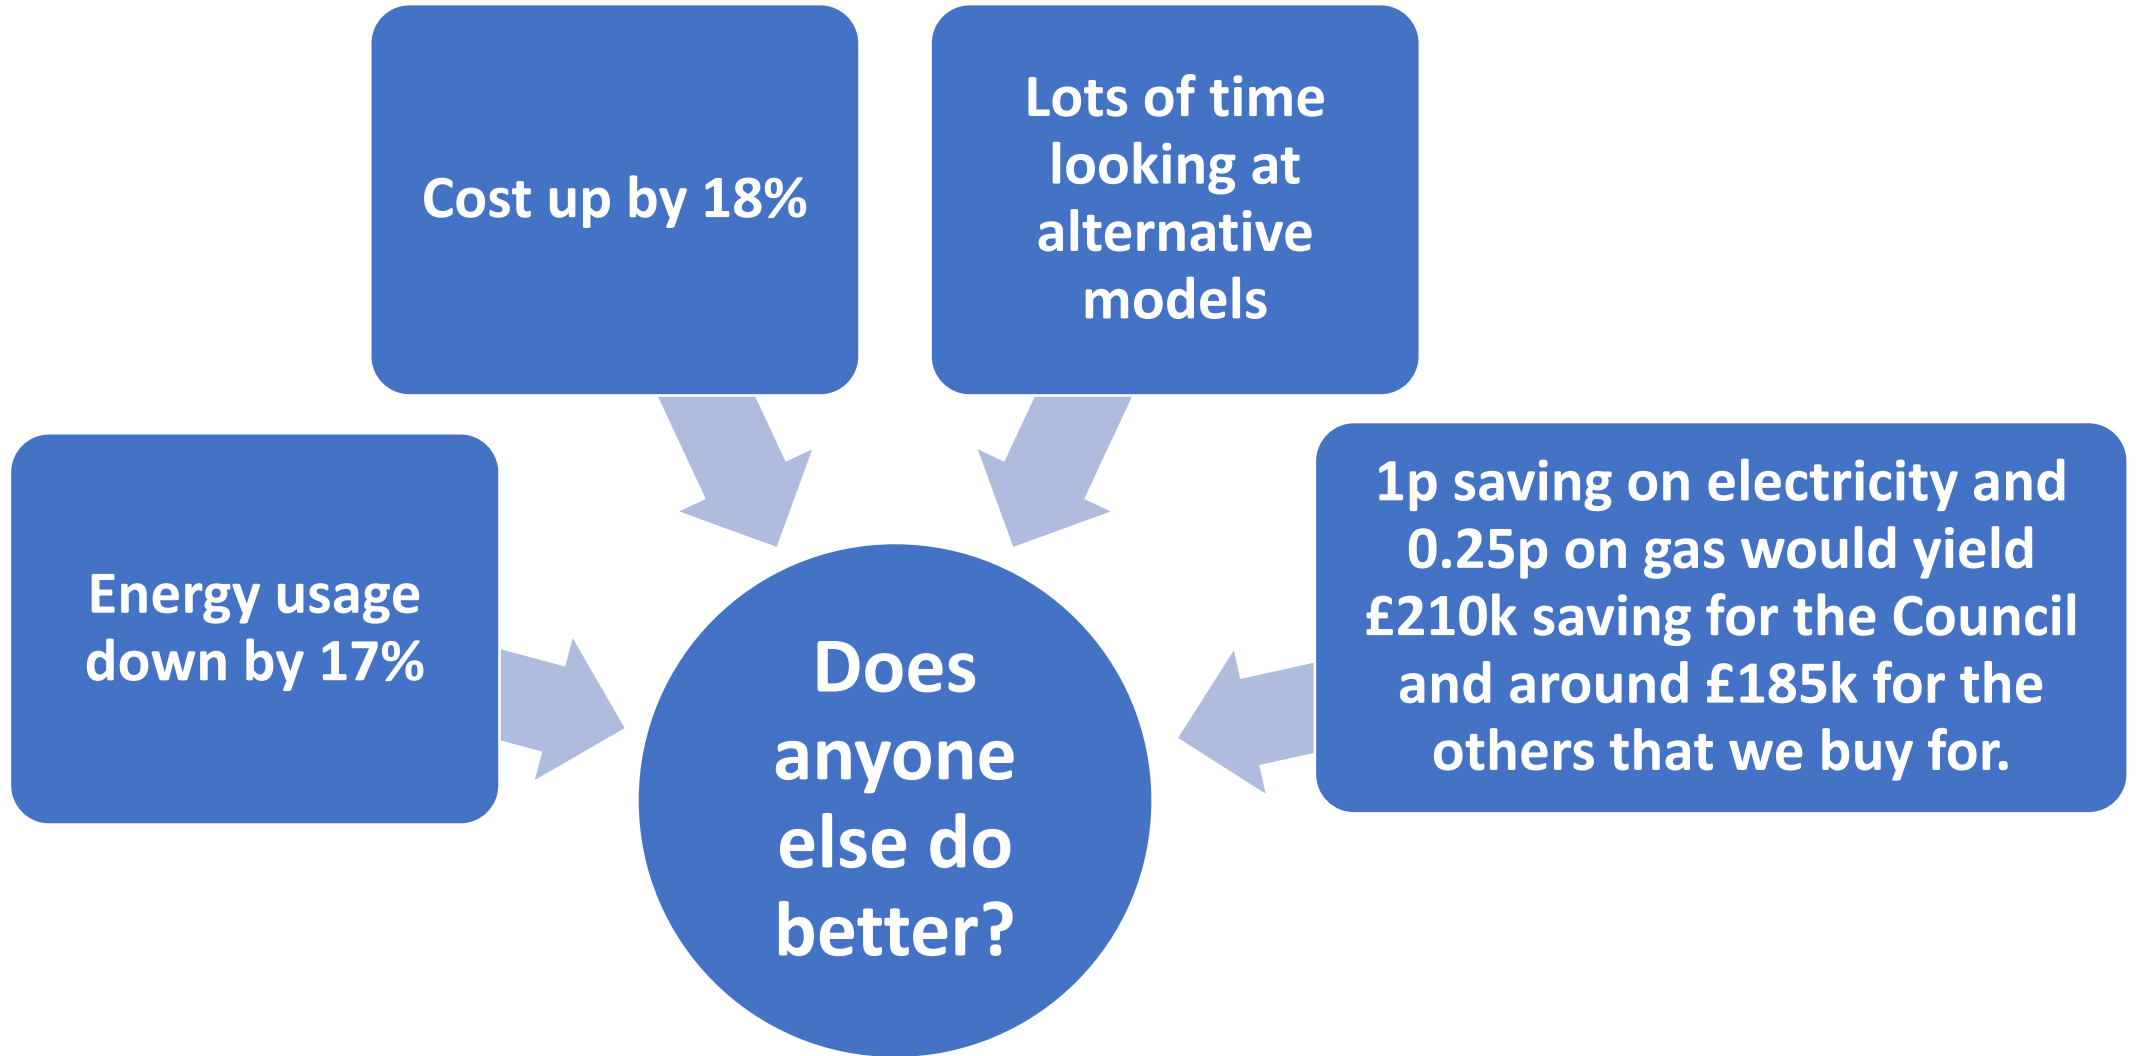 Cost up by 18%
Lots of time
looking at
alternative
models
Energy usage
down by 17%
1p saving on electricity and
0.25p on gas would yield
£210k saving for the Council
and around £185k for the
others that we buy for.
Does
anyone
else do
better?